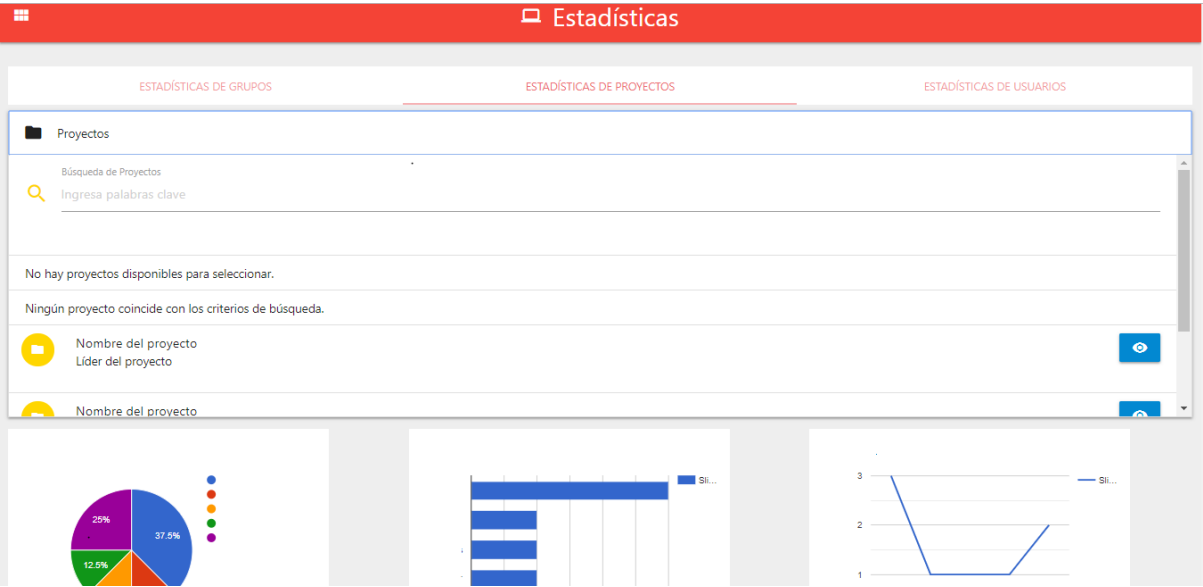 Estadísticas
ESTADÍSTICAS DE GRUPOS
ESTADÍSTICAS DE PROYECTOS
ESTADÍSTICAS DE USUARIOS
Proyectos
Búsqueda de Proyectos
Ingresa palabras clave
No hay proyectos disponibles para seleccionar.
Ningún proyecto coincide con los criterios de búsqueda.
Nombre del proyecto
Líder del proyecto
Nombre del proyecto
25%
37.5%
12.5%
Sli...
3
2
1
Sli...